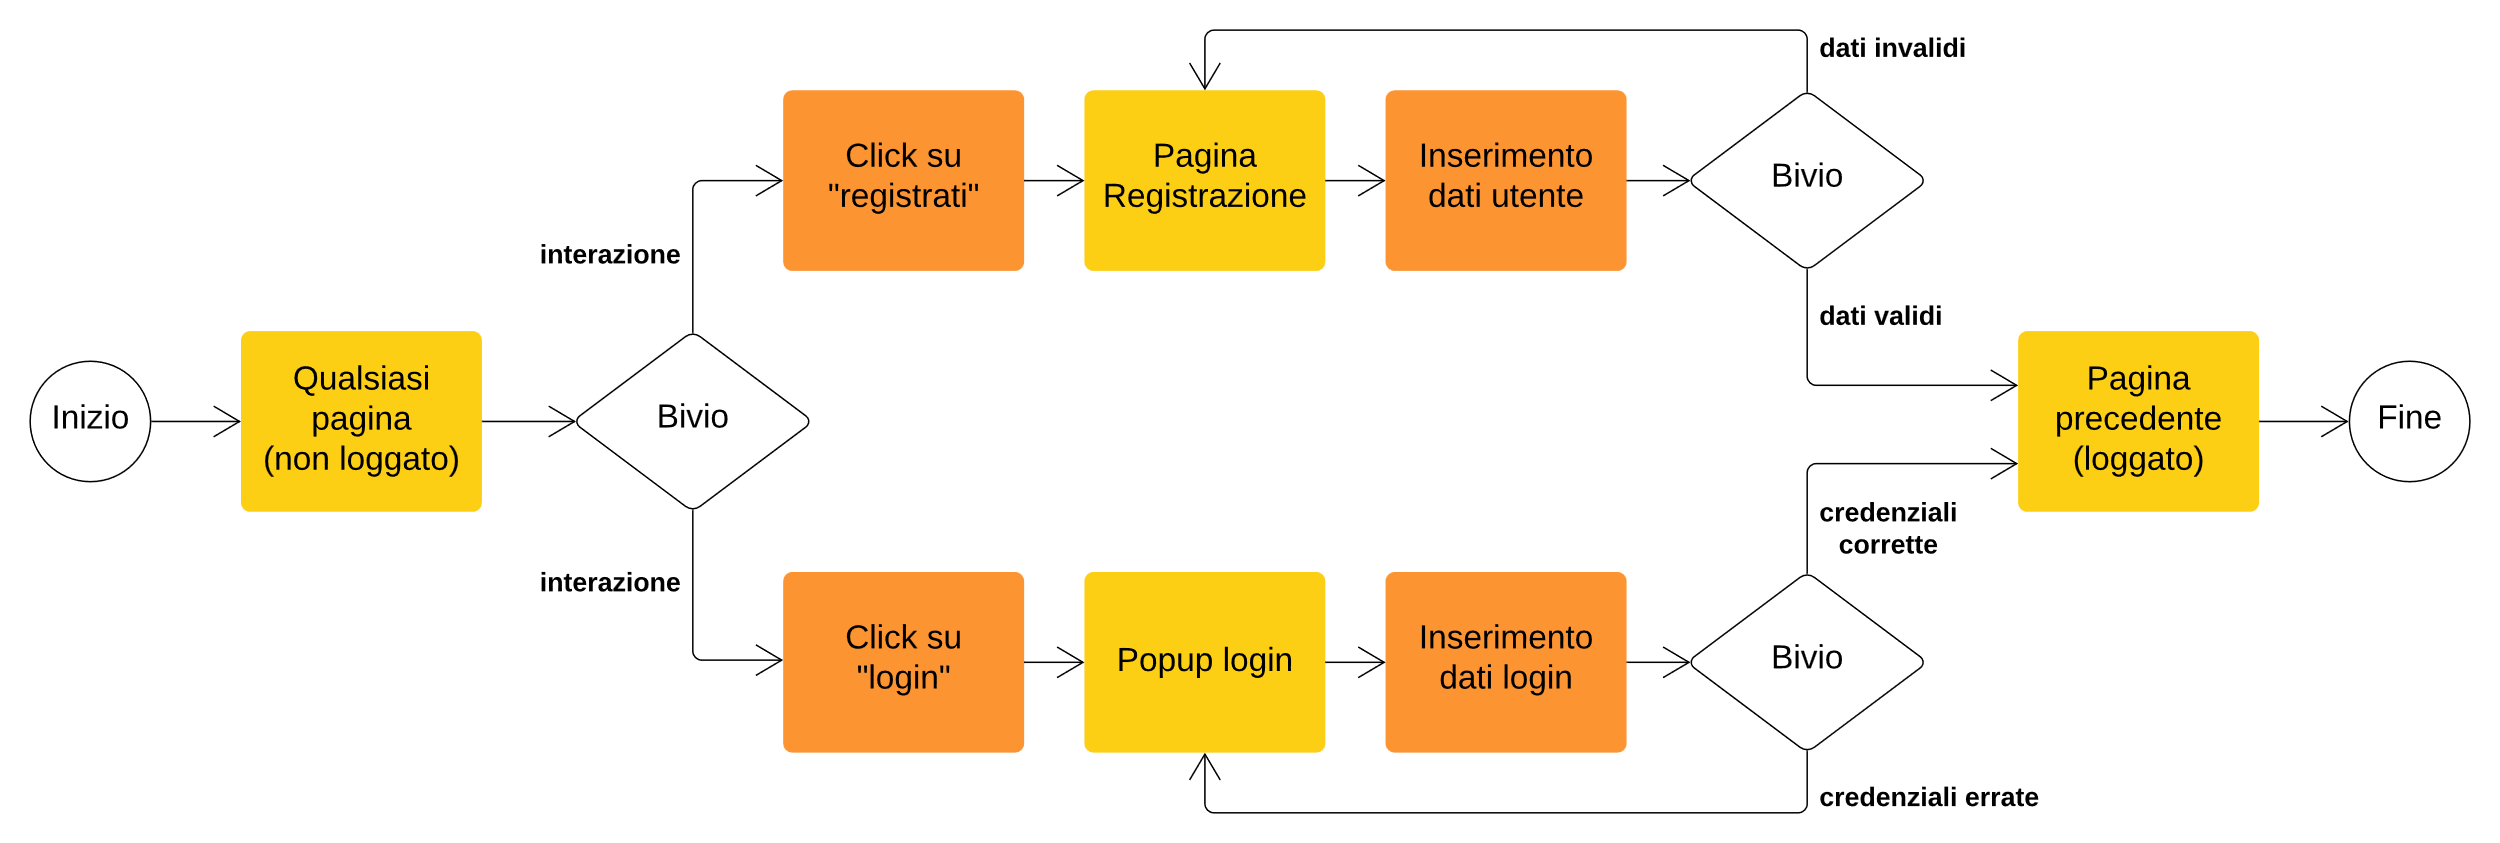 Inizio
Qualsiasi
pagina
(non loggato)
Bivio
interazione
Click su
"registrati"
Pagina
Registrazione
Inserimento
dati utente
Bivio
dati invalidi
dati validi
interazione
Click su
"login"
Popup login
Inserimento
dati login
Bivio
credenziali
corrette
credenziali errate
Pagina
precedente
(loggato)
Fine